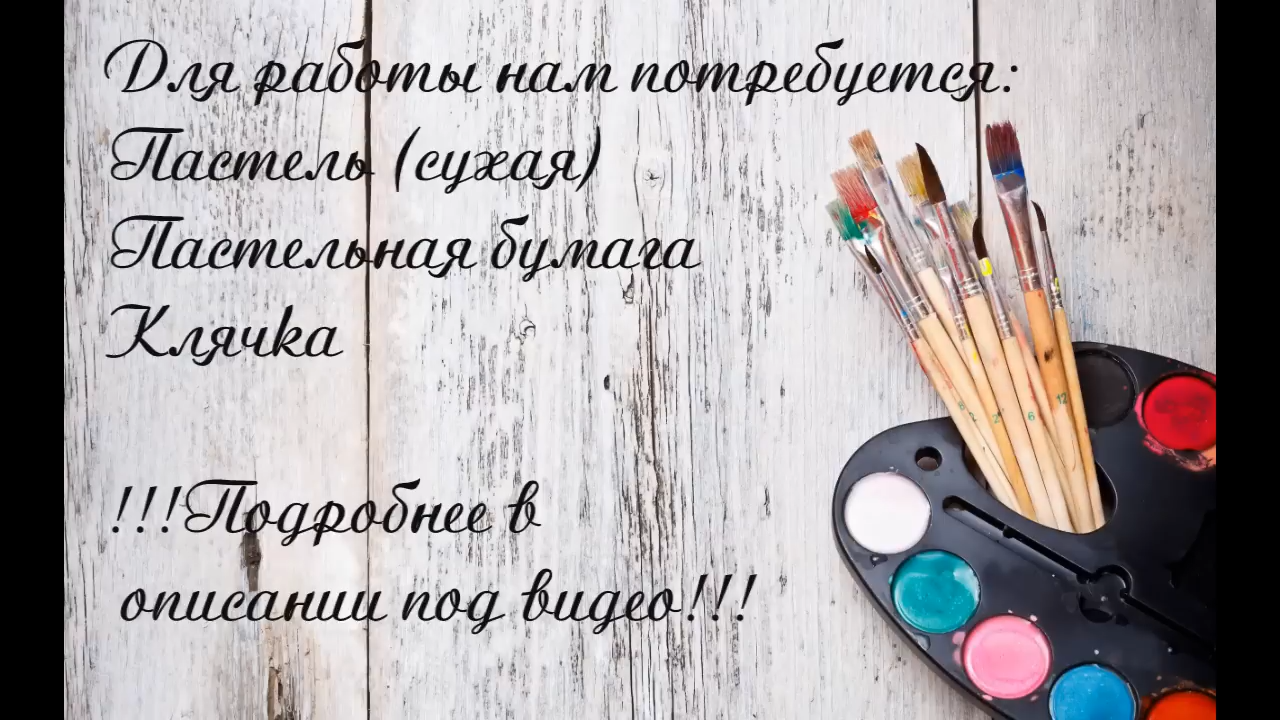 Для работы нам потребуется:
Пастель (сухая)
Пастельная бумага
Клячка
!!!Подробнее в
описании под видео!!!